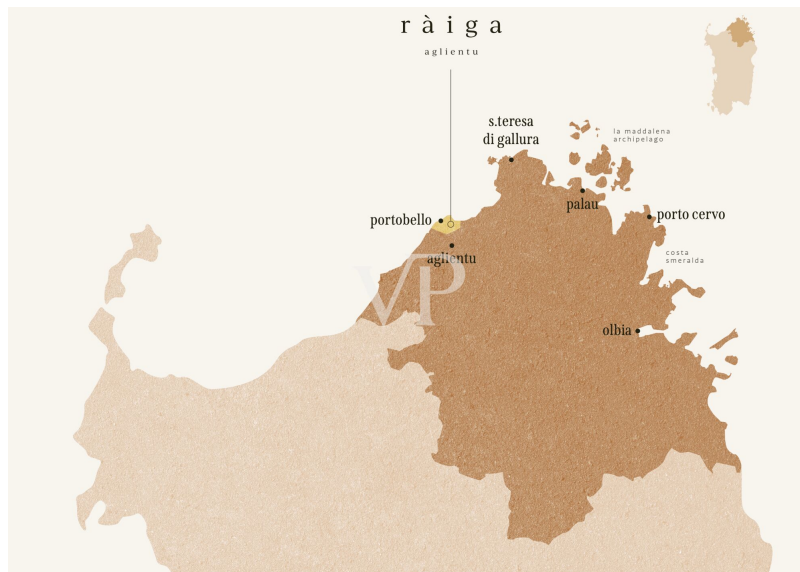 ràiga
aglientu
s.teresa
di gallura
la maddalena
archipelago
palau
portobello
porto cervo
aglientu
costa
smeralda
VP
olbia